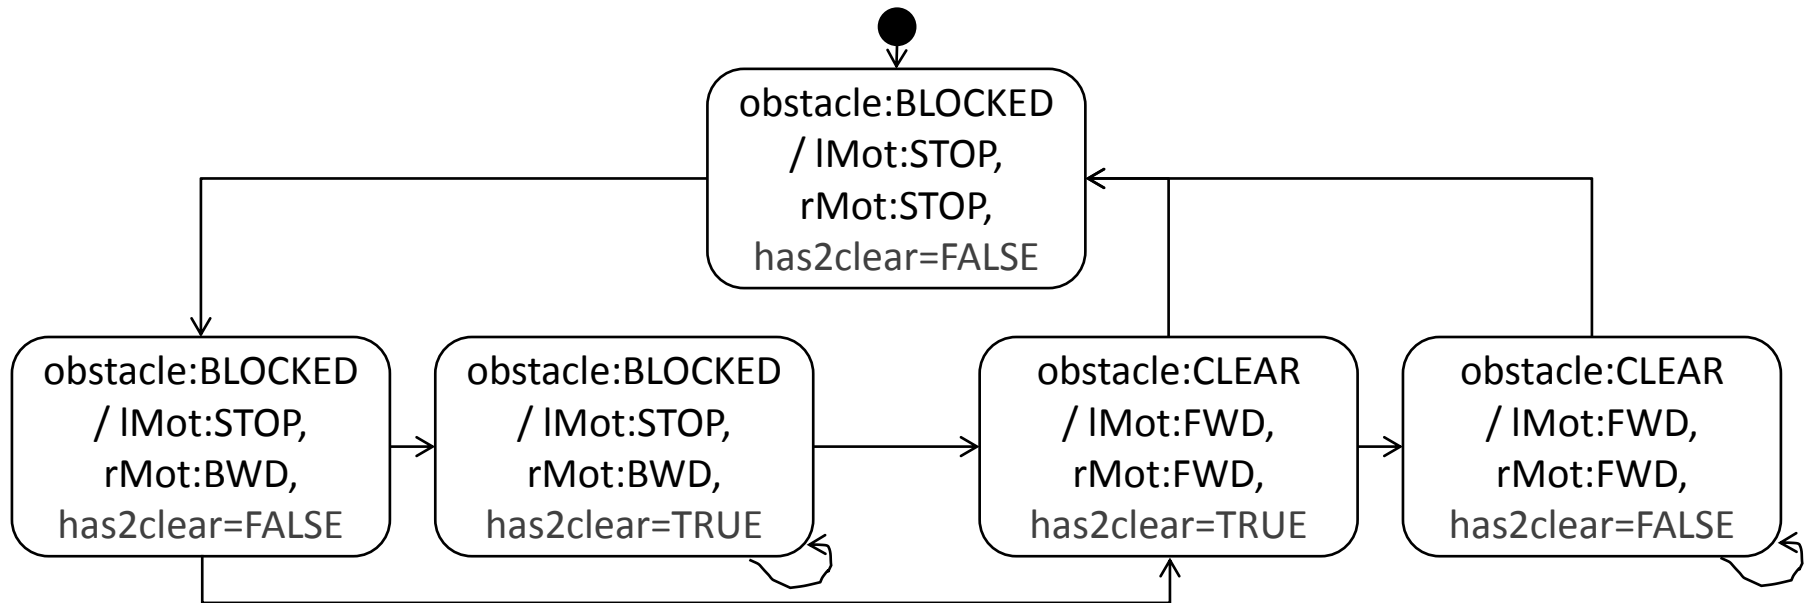 obstacle:BLOCKED
/ lMot:STOP,
rMot:STOP,
has2clear=FALSE
obstacle:BLOCKED
/ lMot:STOP,
rMot:BWD,
has2clear=FALSE
obstacle:BLOCKED
/ lMot:STOP,
rMot:BWD,
has2clear=TRUE
obstacle:CLEAR
/ lMot:FWD,
rMot:FWD,
has2clear=TRUE
obstacle:CLEAR
/ lMot:FWD,
rMot:FWD,
has2clear=FALSE